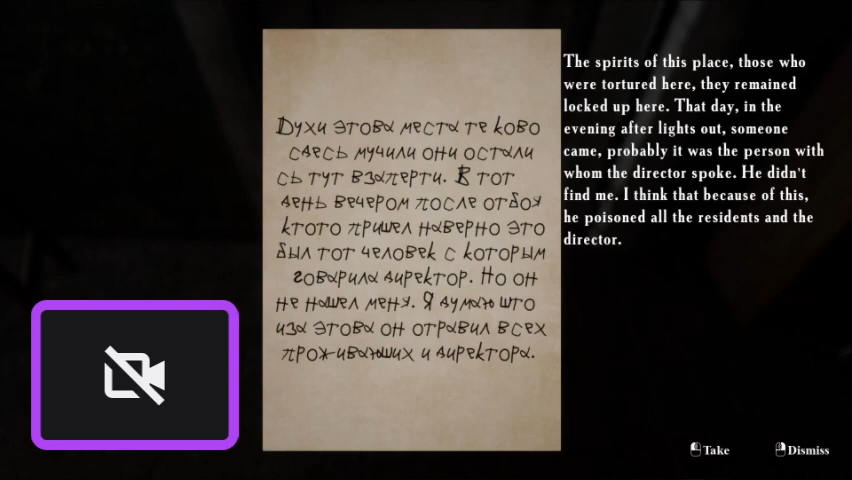 Духи этова места те ково
сдесь мучили они остали
сь тут взаперти. В тот
день вечером после отбоя
ктото пришел наверно это
был тот человек с которым
говорила директор. Но он
не нашел меня. Я думаю што
иза этова он отравил всех
проживающих и директора.
The spirits of this place, those who
were tortured here, they remained
locked up here. That day, in the
evening after lights out, someone
came, probably it was the person with
whom the director spoke. He didn't
find me. I think that because of this,
he poisoned all the residents and the
director.
Take
Dismiss